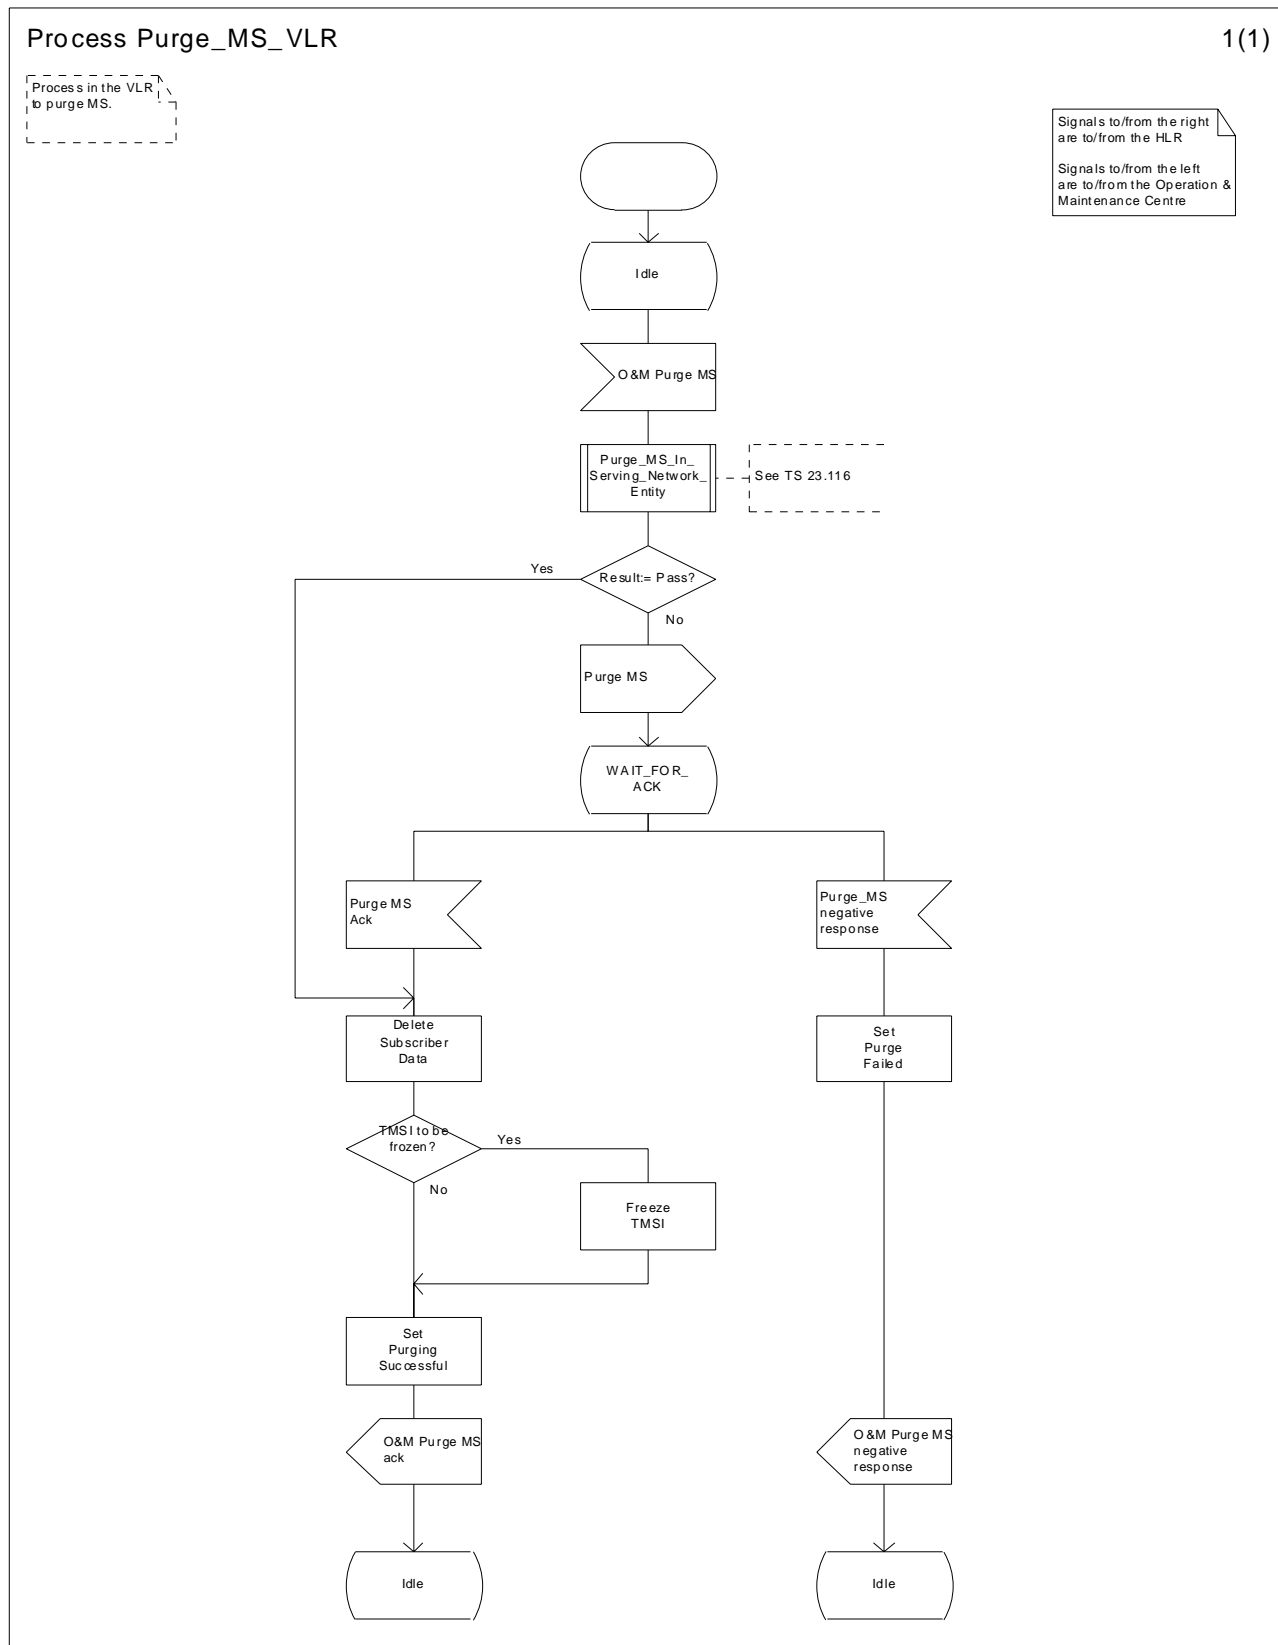 Process Purge_MS_VLR
1(1)
Process in the VLR
to purge MS.
Signals to/from the right
are to/from the HLR
Signals to/from the left
are to/from the Operation &
Maintenance Centre
Idle
O&M Purge MS
Purge_MS_In_
Serving_Network_
Entity
See TS 23.116
Yes
Result:= Pass?
No
Purge MS
WAIT_FOR_
ACK
Purge MS
Ack
Purge_MS
negative
response
Delete
Subscriber
Data
Set
Purge
Failed
TMSI to be
frozen?
Yes
No
Freeze
TMSI
Set
Purging
Successful
O&M Purge MS
ack
O&M Purge MS
negative
response
Idle
Idle